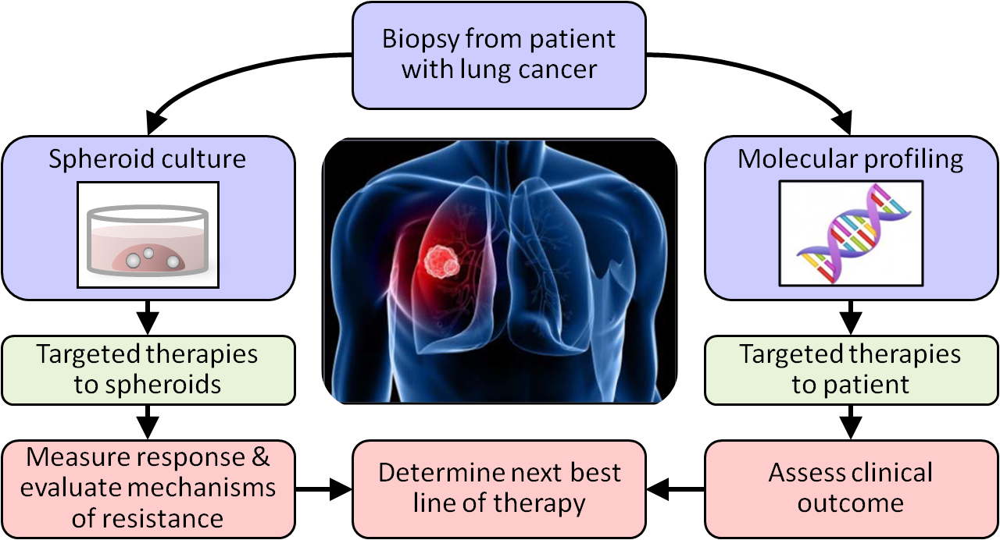 Biopsy from patient
with lung cancer
Spheroid culture
Molecular profiling
Targeted therapies
to spheroids
Targeted therapies
to patient
Measure response &
evaluate mechanisms
of resistance
Determine next best
line of therapy
Assess clinical
outcome